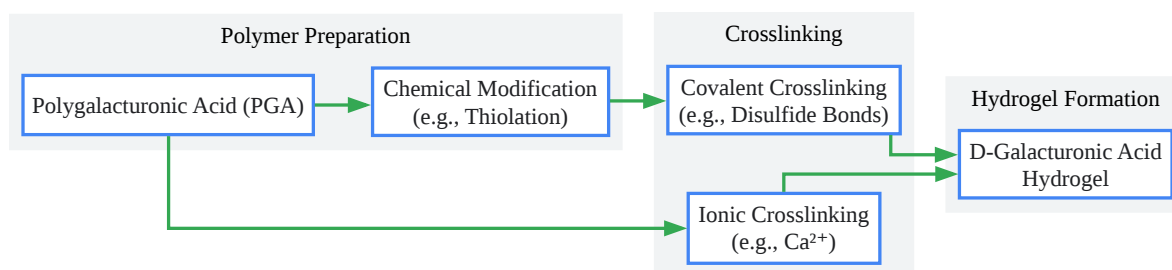 Polymer Preparation
Polygalacturonic Acid (PGA)
Chemical Modification
(e.g., Thiolation)
Crosslinking
Covalent Crosslinking
(e.g., Disulfide Bonds)
Ionic Crosslinking
(e.g., Ca²⁺)
Hydrogel Formation
D-Galacturonic Acid
Hydrogel